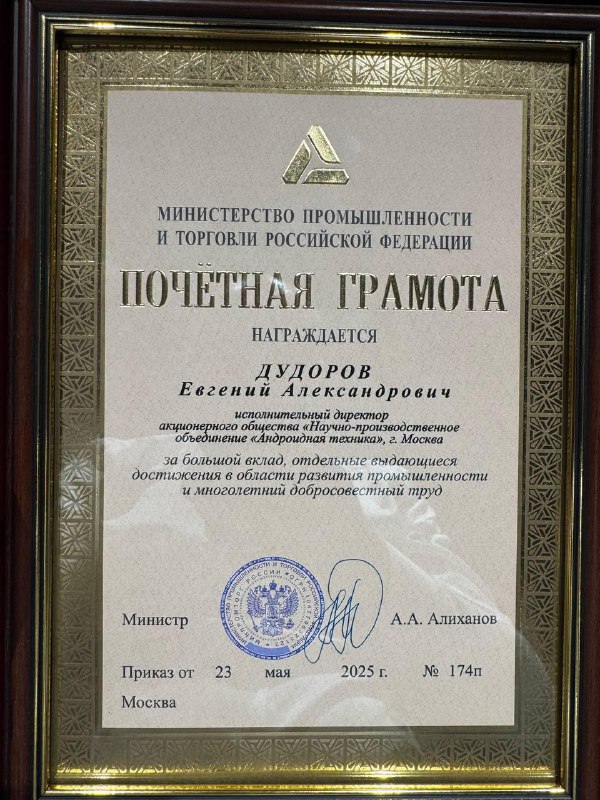 МИНИСТЕРСТВО ПРОМЫШЛЕННОСТИ
И ТОРГОВЛИ РОССИЙСКОЙ ФЕДЕРАЦИИ
ПОЧЁТНАЯ ГРАМОТА
НАГРАЖДАЕТСЯ
ДУДОРОВ
Евгений Александрович
исполнительный директор
акционерного общества «Научно-производственное
объединение «Андроидная техника», г. Москва
за большой вклад, отдельные выдающиеся
достижения в области развития промышленности
и многолетний добросовестный труд
Министр А.А. Алиханов
Приказ от 23 мая 2025 г. № 174п
Москва